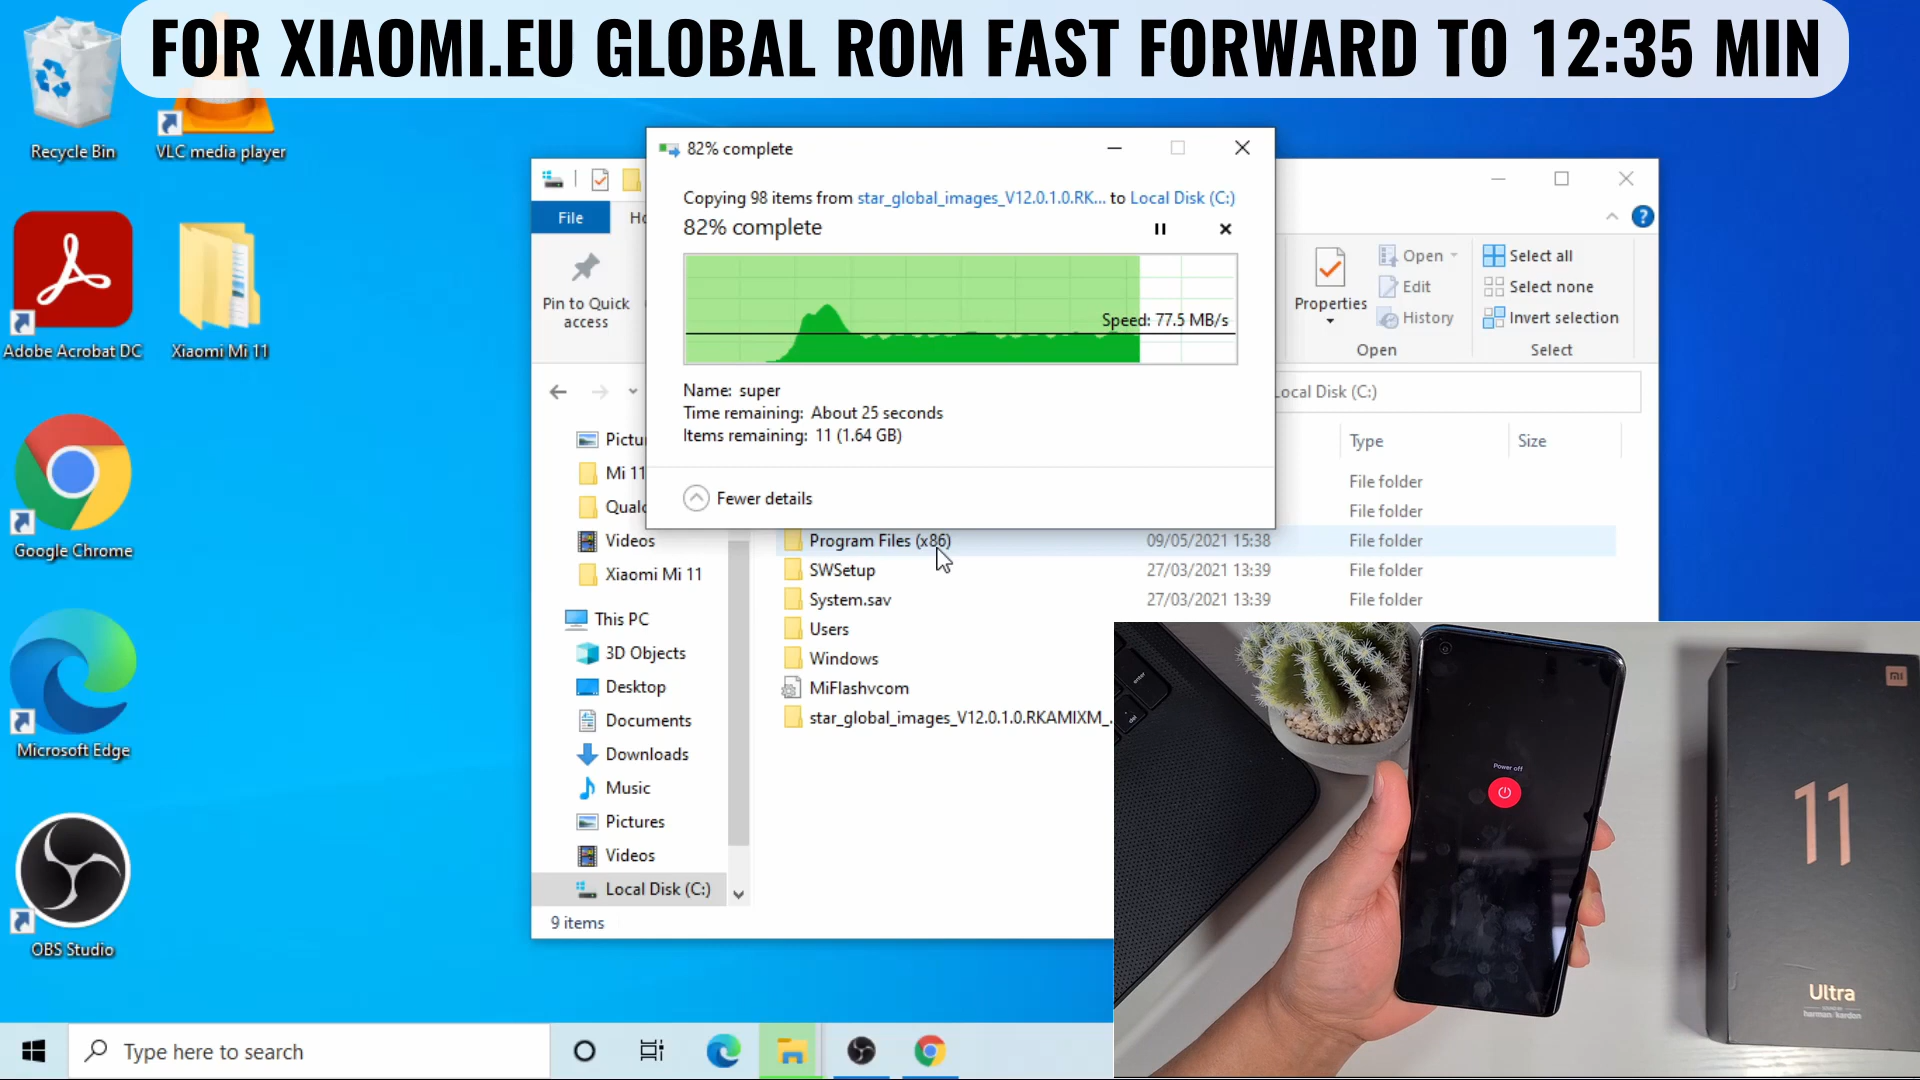 FOR XIAOMI.EU GLOBAL ROM FAST FORWARD TO 12:35 MIN
Recycle Bin
VLC media player
Adobe Acrobat DC
Xiaomi Mi 11
Google Chrome
Microsoft Edge
OBS Studio
82% complete
Copying 98 items from star_global_images_V12.0.1.0.RK... to Local Disk (C:)
82% complete
Speed: 77.5 MB/s
Name: super
Time remaining: About 25 seconds
Items remaining: 11 (1.64 GB)
Fewer details
File
Pin to Quick
access
Properties
Open
Edit
History
Open
Select all
Select none
Invert selection
Select
Local Disk (C:)
Type
Size
File folder
File folder
Program Files (x86)
09/05/2021 15:38
File folder
SWSetup
27/03/2021 13:39
File folder
System.sav
27/03/2021 13:39
File folder
Users
Windows
MiFlashvcom
star_global_images_V12.0.1.0.RKAMIXM_
Mi 11
Videos
Xiaomi Mi 11
This PC
3D Objects
Desktop
Documents
Downloads
Music
Pictures
Videos
Local Disk (C:)
9 items
Power off
mi
11
Ultra
harman kardon
Type here to search